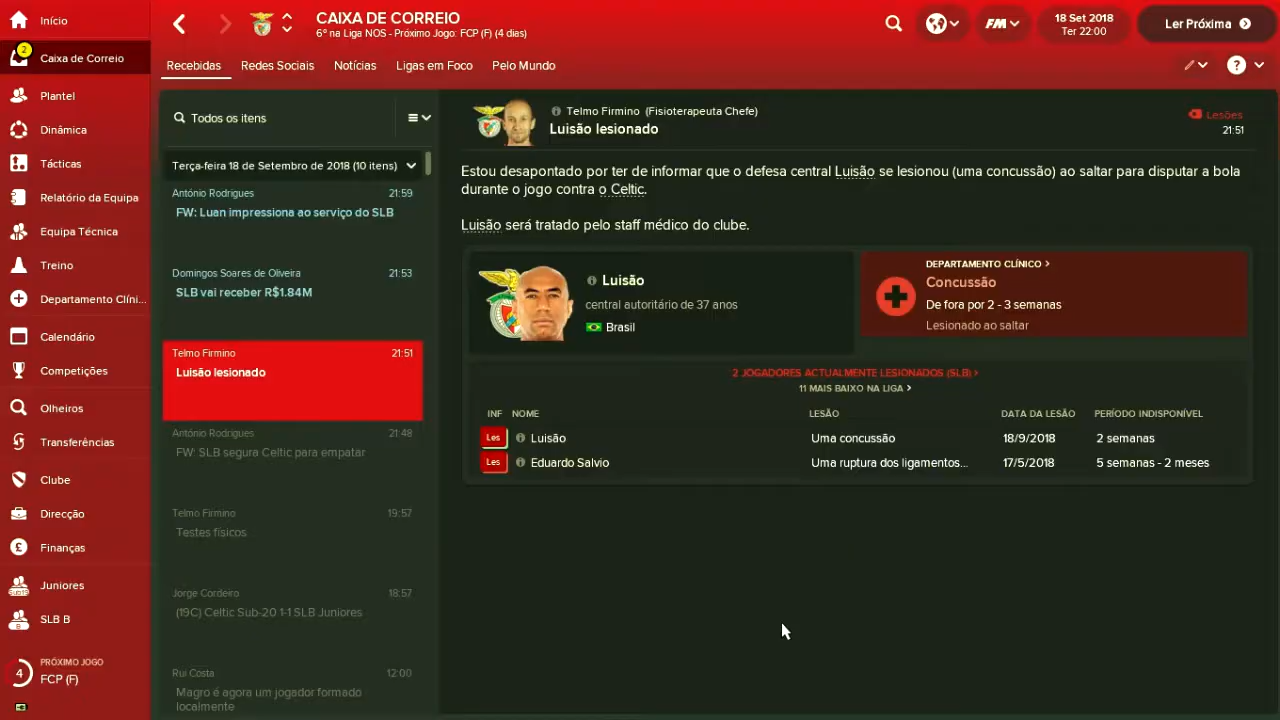 Início
2
Caixa de Correio
Plantel
Dinâmica
Tácticas
Relatório da Equipa
Equipa Técnica
Treino
Departamento Clíni...
Calendário
Competições
Olheiros
Transferências
Clube
Direcção
Finanças
Juniores
SLB B
PRÓXIMO JOGO
4
FCP (F)
CAIXA DE CORREIO
6º na Liga NOS - Próximo Jogo: FCP (F) (4 dias)
FM
18 Set 2018
Ter 22:00
Ler Próxima
Recebidas
Redes Sociais
Notícias
Ligas em Foco
Pelo Mundo
?
Todos os itens
Terça-feira 18 de Setembro de 2018 (10 itens)
António Rodrigues 21:59
FW: Luan impressiona ao serviço do SLB
Domingos Soares de Oliveira 21:53
SLB vai receber R$1.84M
Telmo Firmino 21:51
Luisão lesionado
António Rodrigues 21:48
FW: SLB segura Celtic para empatar
Telmo Firmino 19:57
Testes físicos
Jorge Cordeiro 18:57
(19C) Celtic Sub-20 1-1 SLB Juniores
Rui Costa 12:00
Magro é agora um jogador formado
localmente
Telmo Firmino (Fisioterapeuta Chefe)
Luisão lesionado
Lesões
21:51
Estou desapontado por ter de informar que o defesa central Luisão se lesionou (uma concussão) ao saltar para disputar a bola
durante o jogo contra o Celtic.
Luisão será tratado pelo staff médico do clube.
Luisão
central autoritário de 37 anos
Brasil
DEPARTAMENTO CLÍNICO >
Concussão
De fora por 2 - 3 semanas
Lesionado ao saltar
2 JOGADORES ACTUALMENTE LESIONADOS (SLB) >
11 MAIS BAIXO NA LIGA >
INF NOME LESÃO DATA DA LESÃO PERÍODO INDISPONÍVEL
Les Luisão Uma concussão 18/9/2018 2 semanas
Les Eduardo Salvio Uma ruptura dos ligamentos... 17/5/2018 5 semanas - 2 meses